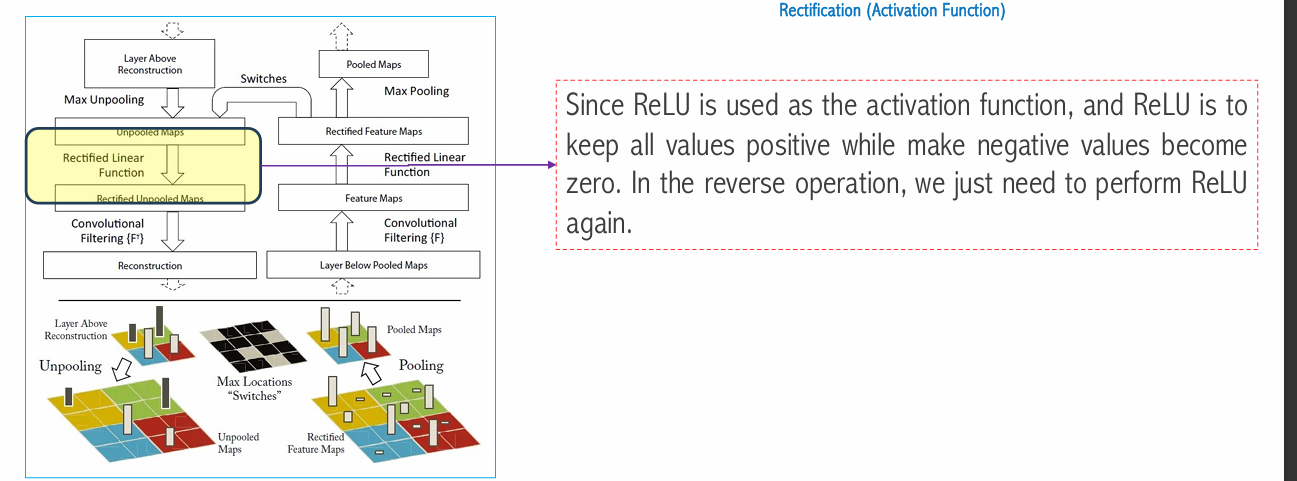 Rectification (Activation Function)
Layer Above
Reconstruction
Switches
Pooled Maps
Max Unpooling
Max Pooling
Unpooled Maps
Rectified Feature Maps
Rectified Linear
Function
Rectified Linear
Function
Rectified Unpooled Maps
Feature Maps
Convolutional
Filtering {Fᵀ}
Convolutional
Filtering {F}
Reconstruction
Layer Below Pooled Maps
Layer Above
Reconstruction
Pooled Maps
Unpooling
Max Locations
“Switches”
Pooling
Unpooled
Maps
Rectified
Feature Maps
Since ReLU is used as the activation function, and ReLU is to
keep all values positive while make negative values become
zero. In the reverse operation, we just need to perform ReLU
again.